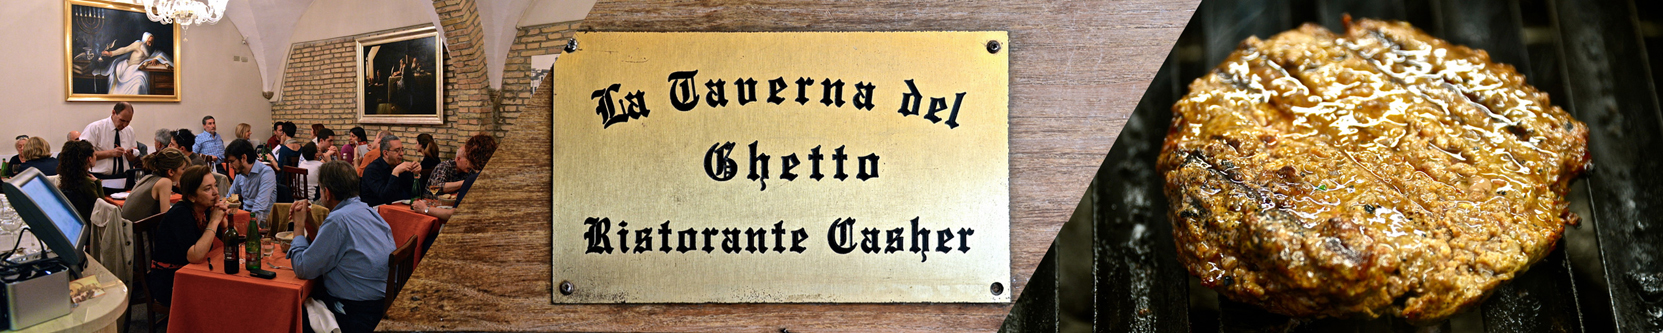 La Taverna del
Ghetto
Ristorante Casher